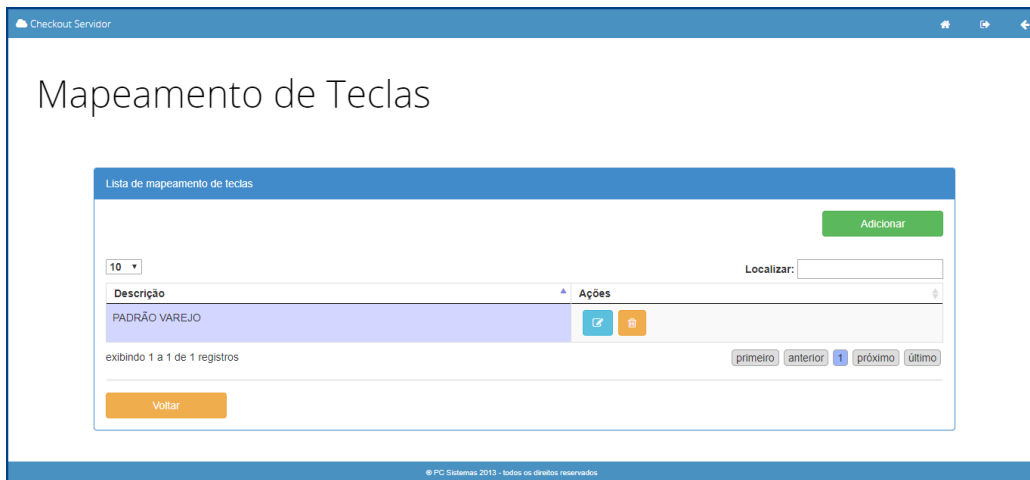 Checkout Servidor
Mapeamento de Teclas
Lista de mapeamento de teclas
Adicionar
10 Localizar:
Descrição Ações
PADRÃO VAREJO
exibindo 1 a 1 de 1 registros primeiro anterior 1 próximo último
Voltar
© PC Sistemas 2013 - todos os direitos reservados